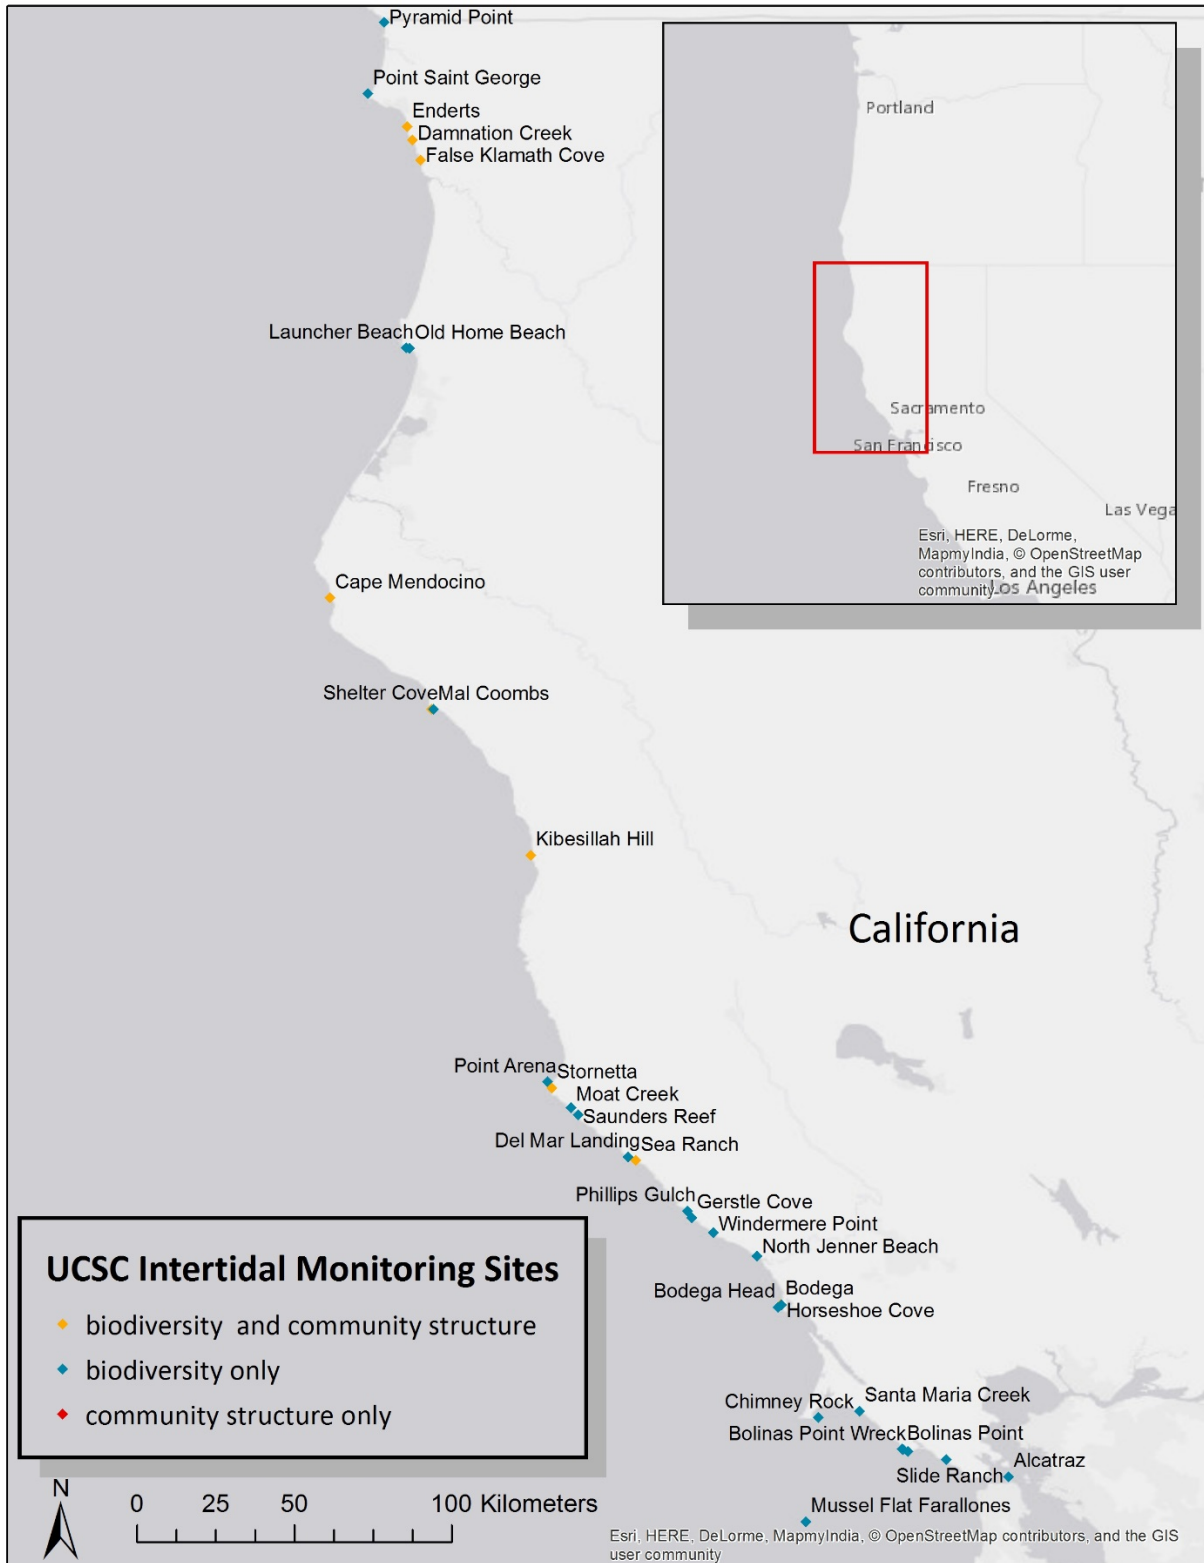 Pyramid Point
Point Saint George
Enderts
Damnation Creek
False Klamath Cove
Launcher Beach
Old Home Beach
Cape Mendocino
Shelter Cove
Mal Coombs
Kibesillah Hill
California
Point Arena
Stornetta
Moat Creek
Saunders Reef
Del Mar Landing
Sea Ranch
Phillips Gulch
Gerstle Cove
Windermere Point
North Jenner Beach
Bodega Head
Bodega
Horseshoe Cove
Chimney Rock
Santa Maria Creek
Bolinas Point Wreck
Bolinas Point
Slide Ranch
Alcatraz
Mussel Flat Farallones
Portland
Sacramento
San Francisco
Fresno
Las Vega
Los Angeles
Esri, HERE, DeLorme,
MapmyIndia, © OpenStreetMap
contributors, and the GIS user
community
UCSC Intertidal Monitoring Sites
biodiversity and community structure
biodiversity only
community structure only
N
0 25 50 100 Kilometers
Esri, HERE, DeLorme, MapmyIndia, © OpenStreetMap contributors, and the GIS
user community